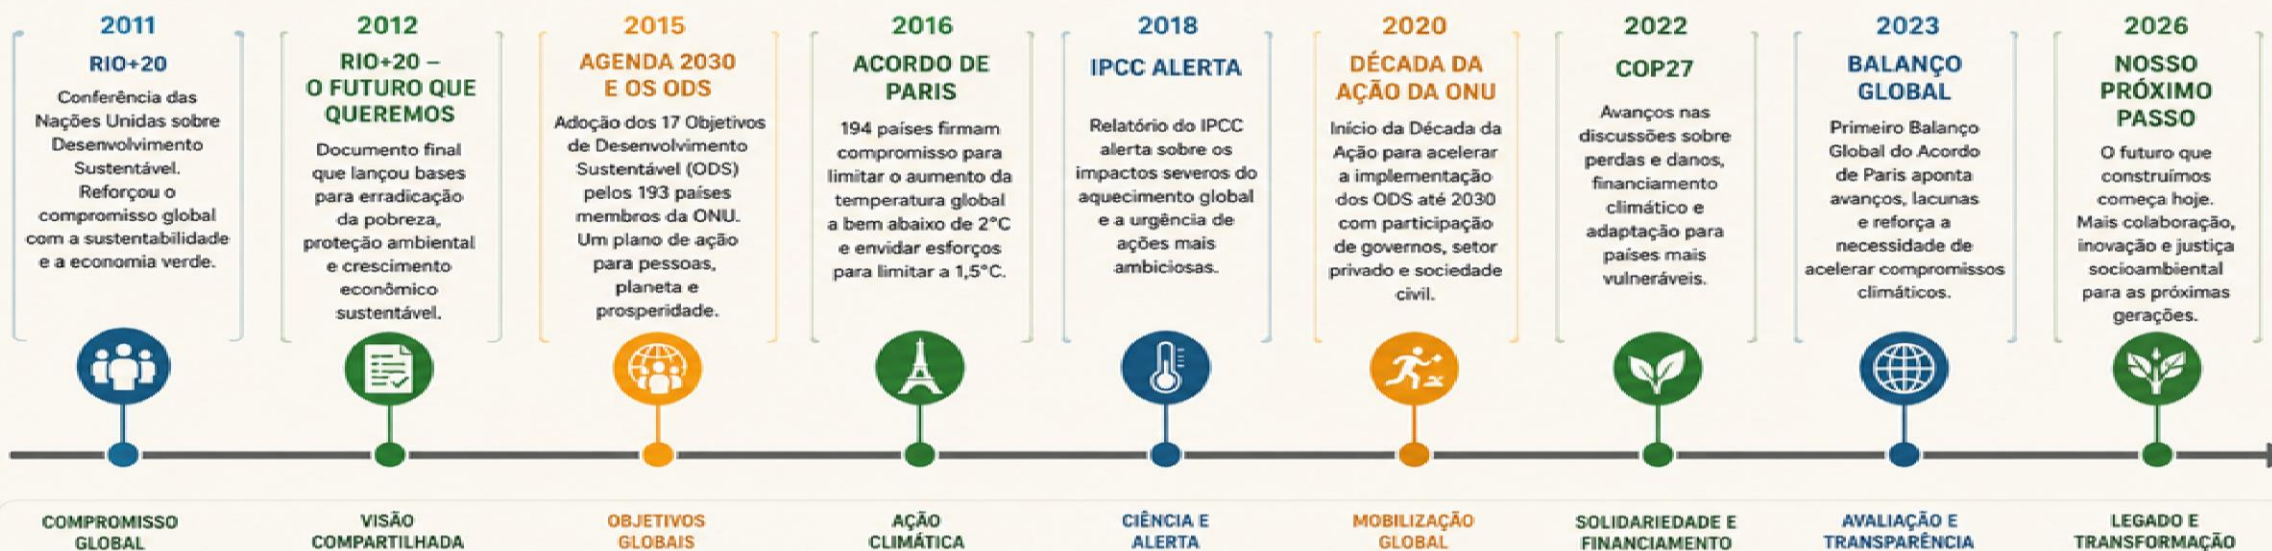 2011
RIO+20
Conferência das
Nações Unidas sobre
Desenvolvimento
Sustentável.
Reforçou o
compromisso global
com a sustentabilidade
e a economia verde.
2012
RIO+20 –
O FUTURO QUE
QUEREMOS
Documento final
que lançou bases
para erradicação
da pobreza,
proteção ambiental
e crescimento
econômico
sustentável.
2015
AGENDA 2030
E OS ODS
Adoção dos 17 Objetivos
de Desenvolvimento
Sustentável (ODS)
pelos 193 países
membros da ONU.
Um plano de ação
para pessoas,
planeta e
prosperidade.
2016
ACORDO DE
PARIS
194 países firmam
compromisso para
limitar o aumento da
temperatura global
a bem abaixo de 2°C
e envidar esforços
para limitar a 1,5°C.
2018
IPCC ALERTA
Relatório do IPCC
alerta sobre os
impactos severos do
aquecimento global
e a urgência de
ações mais
ambiciosas.
2020
DÉCADA DA
AÇÃO DA ONU
Início da Década da
Ação para acelerar
a implementação
dos ODS até 2030
com participação
de governos, setor
privado e sociedade
civil.
2022
COP27
Avanços nas
discussões sobre
perdas e danos,
financiamento
climático e
adaptação para
países mais
vulneráveis.
2023
BALANÇO
GLOBAL
Primeiro Balanço
Global do Acordo
de Paris aponta
avanços, lacunas
e reforça a
necessidade de
acelerar compromissos
climáticos.
2026
NOSSO
PRÓXIMO
PASSO
O futuro que
construímos
começa hoje.
Mais colaboração,
inovação e justiça
socioambiental
para as próximas
gerações.
COMPROMISSO
GLOBAL
VISÃO
COMPARTILHADA
OBJETIVOS
GLOBAIS
AÇÃO
CLIMÁTICA
CIÊNCIA E
ALERTA
MOBILIZAÇÃO
GLOBAL
SOLIDARIEDADE E
FINANCIAMENTO
AVALIAÇÃO E
TRANSPARÊNCIA
LEGADO E
TRANSFORMAÇÃO